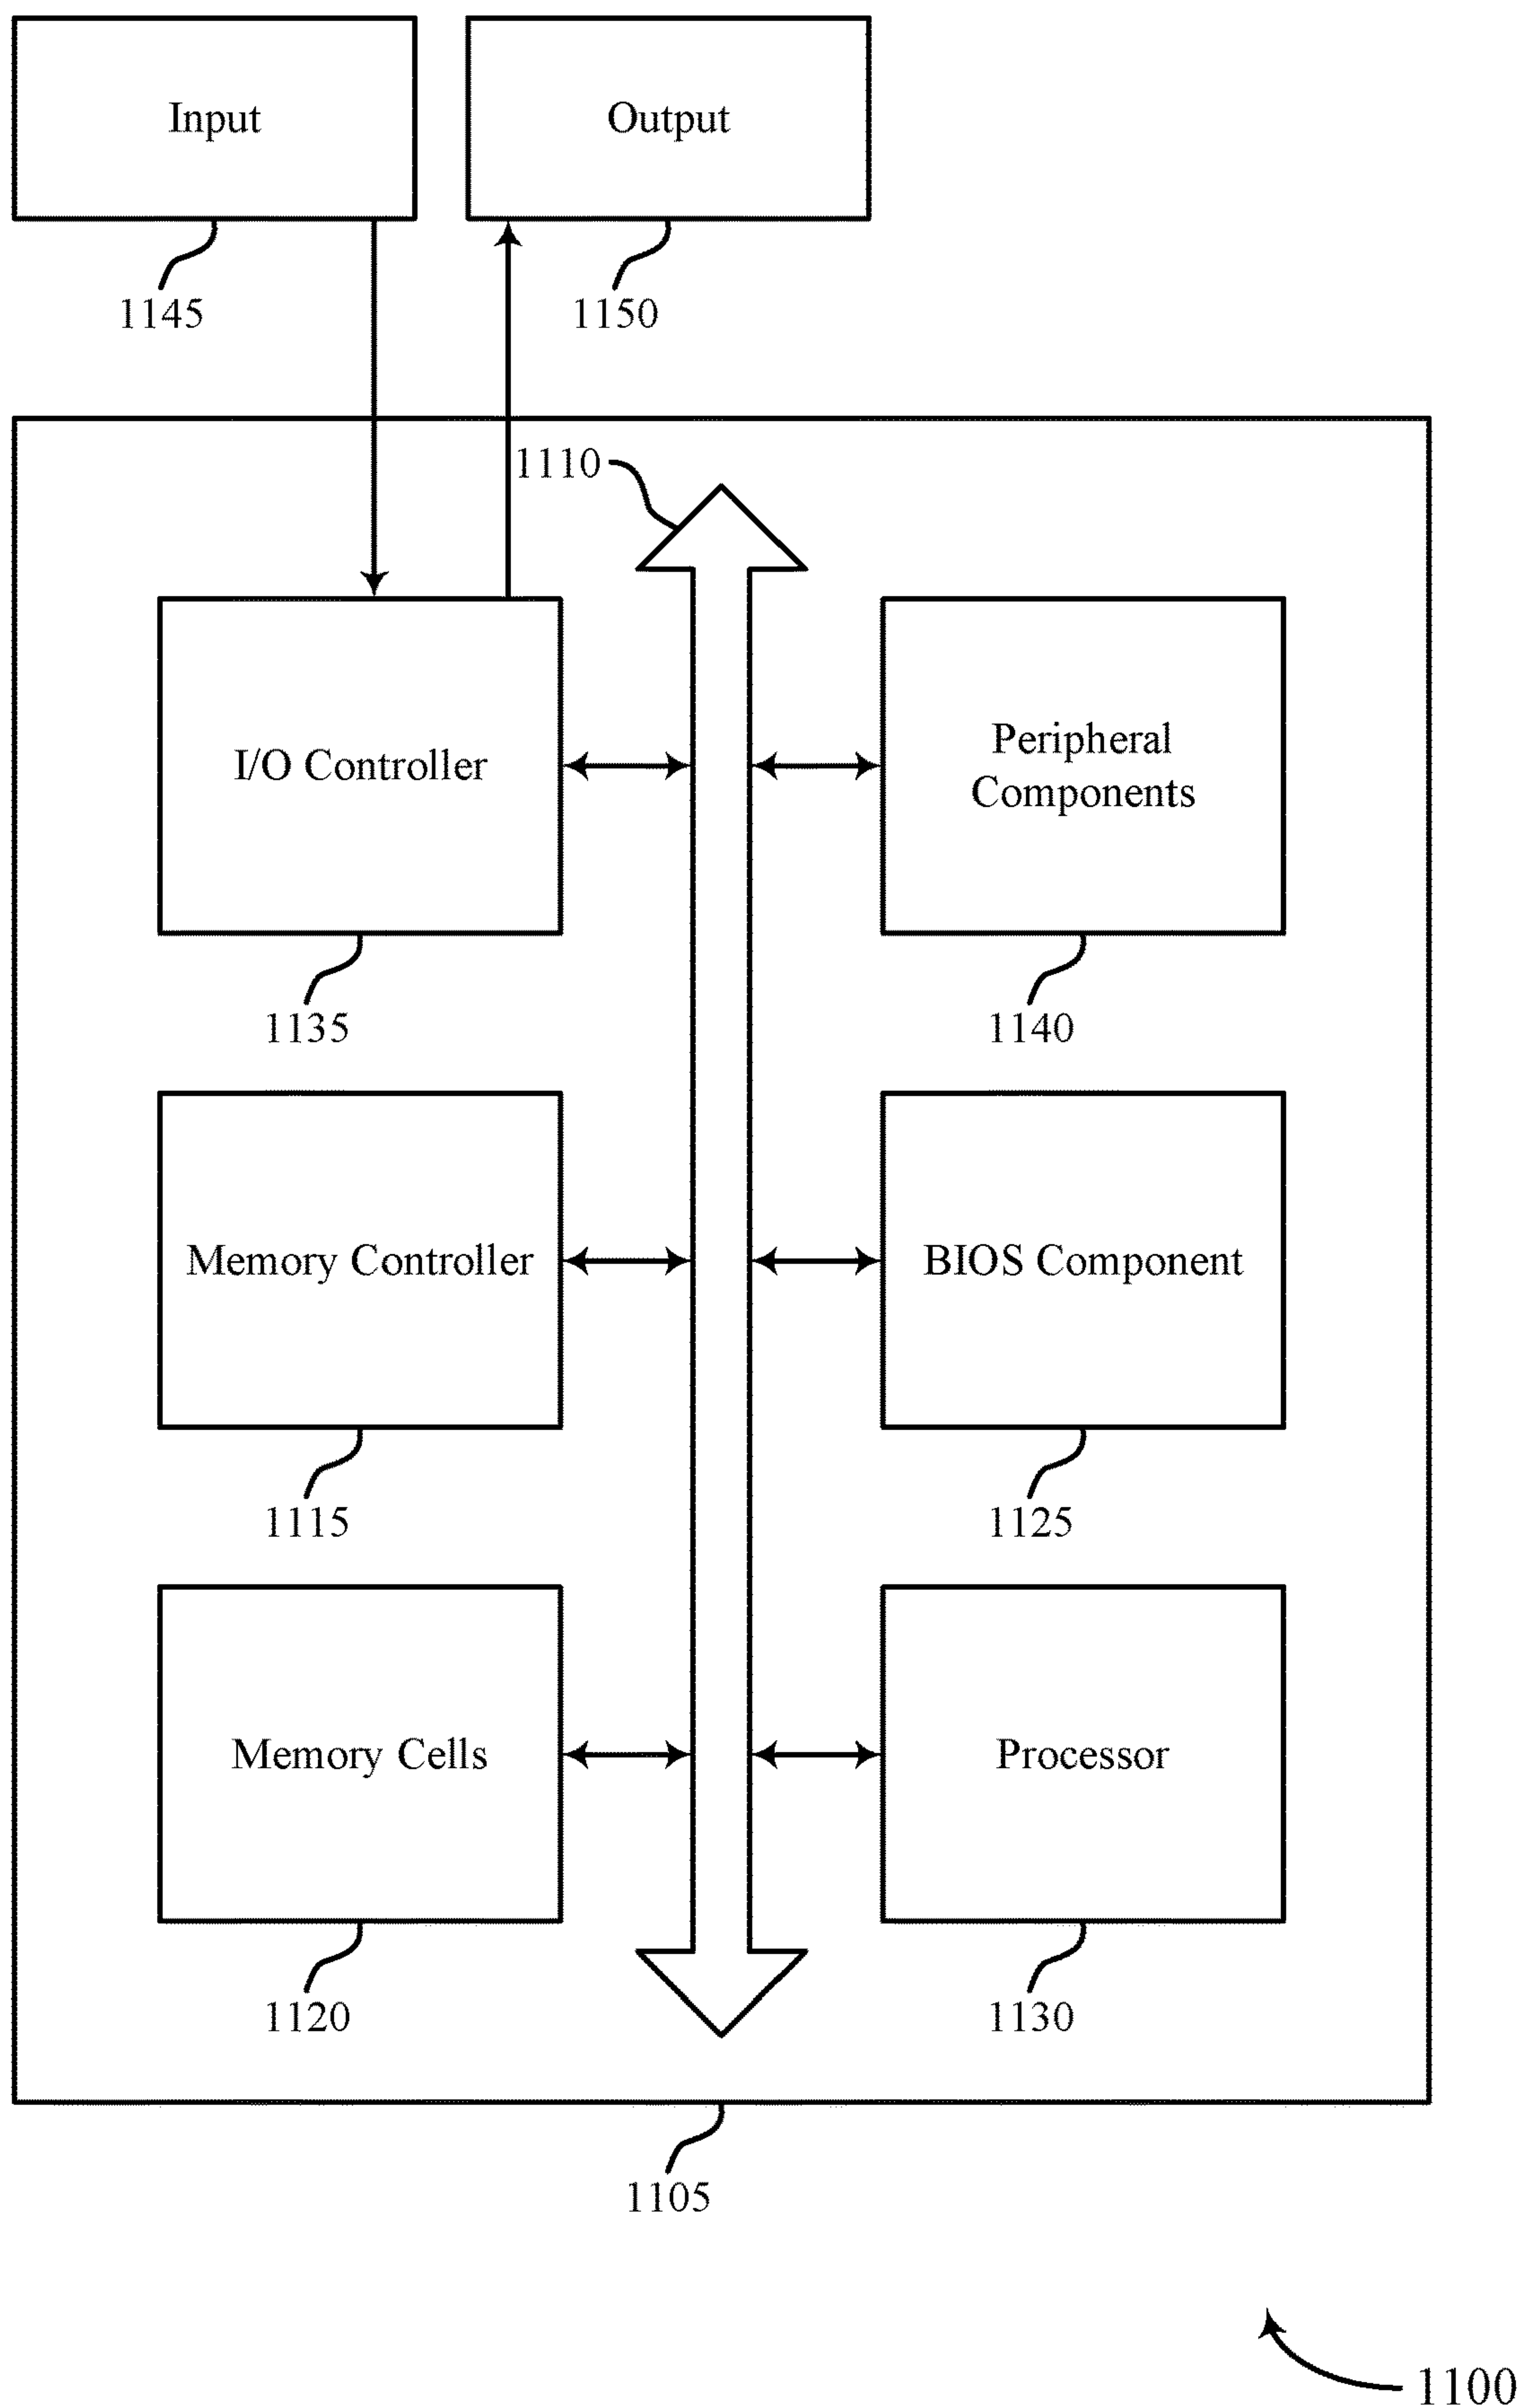 Input
Output
1145
1150
1110
I/O Controller
Peripheral
Components
1135
1140
Memory Controller
BIOS Component
1115
1125
Memory Cells
Processor
1120
1130
1105
1100